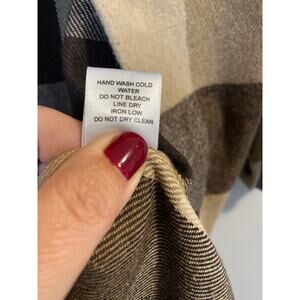 HAND WASH COLD
WATER
DO NOT BLEACH
LINE DRY
IRON LOW
DO NOT DRY CLEAN